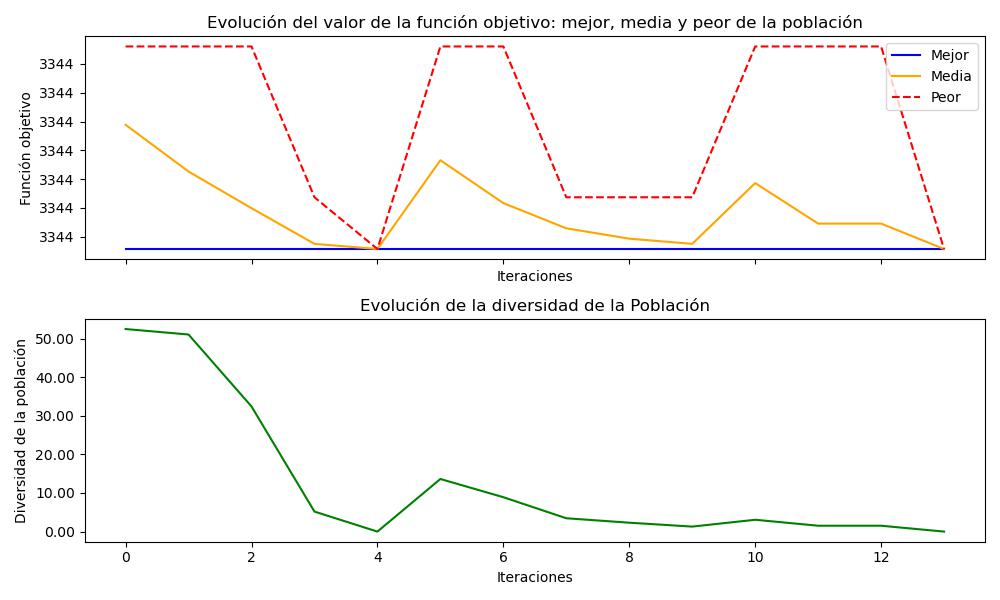 Evolución del valor de la función objetivo: mejor, media y peor de la población
Función objetivo
3344
3344
3344
3344
3344
3344
3344
Mejor
Media
Peor
Iteraciones
Evolución de la diversidad de la Población
Diversidad de la población
50.00
40.00
30.00
20.00
10.00
0.00
0 2 4 6 8 10 12
Iteraciones